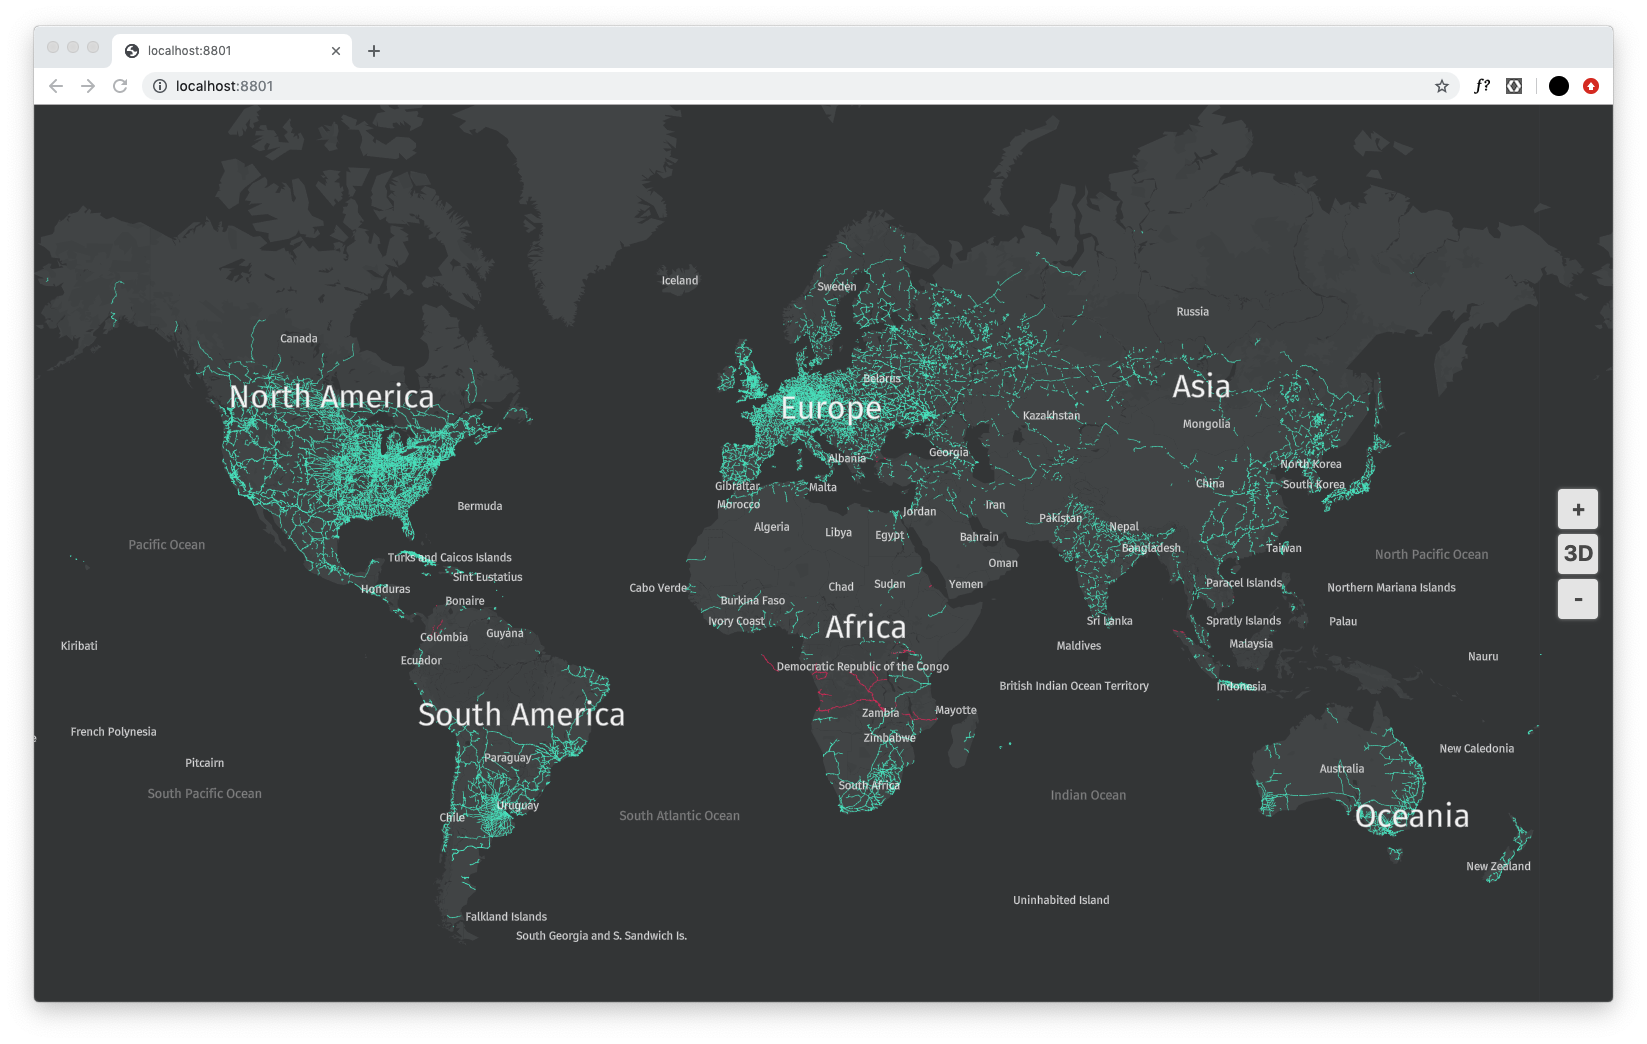 localhost:8801
localhost:8801
f?
Iceland
Sweden
Russia
Canada
Belarus
North America
Asia
Europe
Kazakhstan
Mongolia
Georgia
Albania
North Korea
China
South Korea
Gibraltar
Malta
Morocco
Bermuda
Jordan
Iran
Pakistan
Nepal
Algeria
Libya
Egypt
Bahrain
Pacific Ocean
Bangladesh
Taiwan
North Pacific Ocean
Turks and Caicos Islands
Oman
Sint Eustatius
Honduras
Cabo Verde
Chad
Sudan
Yemen
Paracel Islands
Northern Mariana Islands
Bonaire
Burkina Faso
Ivory Coast
Africa
Sri Lanka
Spratly Islands
Palau
Colombia
Guyana
Kiribati
Maldives
Malaysia
Ecuador
Democratic Republic of the Congo
Nauru
British Indian Ocean Territory
Indonesia
South America
Zambia
Mayotte
French Polynesia
Zimbabwe
New Caledonia
Pitcairn
Paraguay
Australia
South Pacific Ocean
South Africa
Indian Ocean
Uruguay
Chile
South Atlantic Ocean
Oceania
New Zealand
Uninhabited Island
Falkland Islands
South Georgia and S. Sandwich Is.
+
3D
-